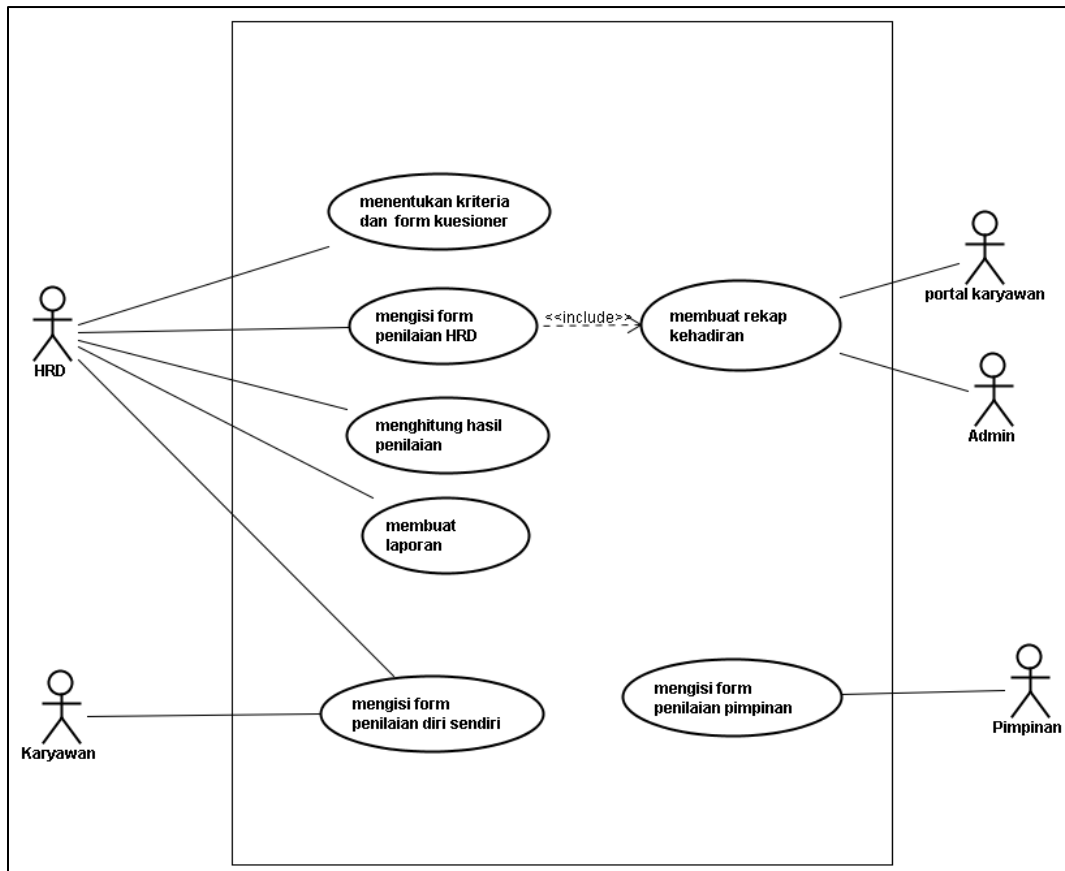 menentukan kriteria
dan form kuesioner
HRD
mengisi form
penilaian HRD
<<include>>
membuat rekap
kehadiran
portal karyawan
Admin
menghitung hasil
penilaian
membuat
laporan
Karyawan
mengisi form
penilaian diri sendiri
mengisi form
penilaian pimpinan
Pimpinan